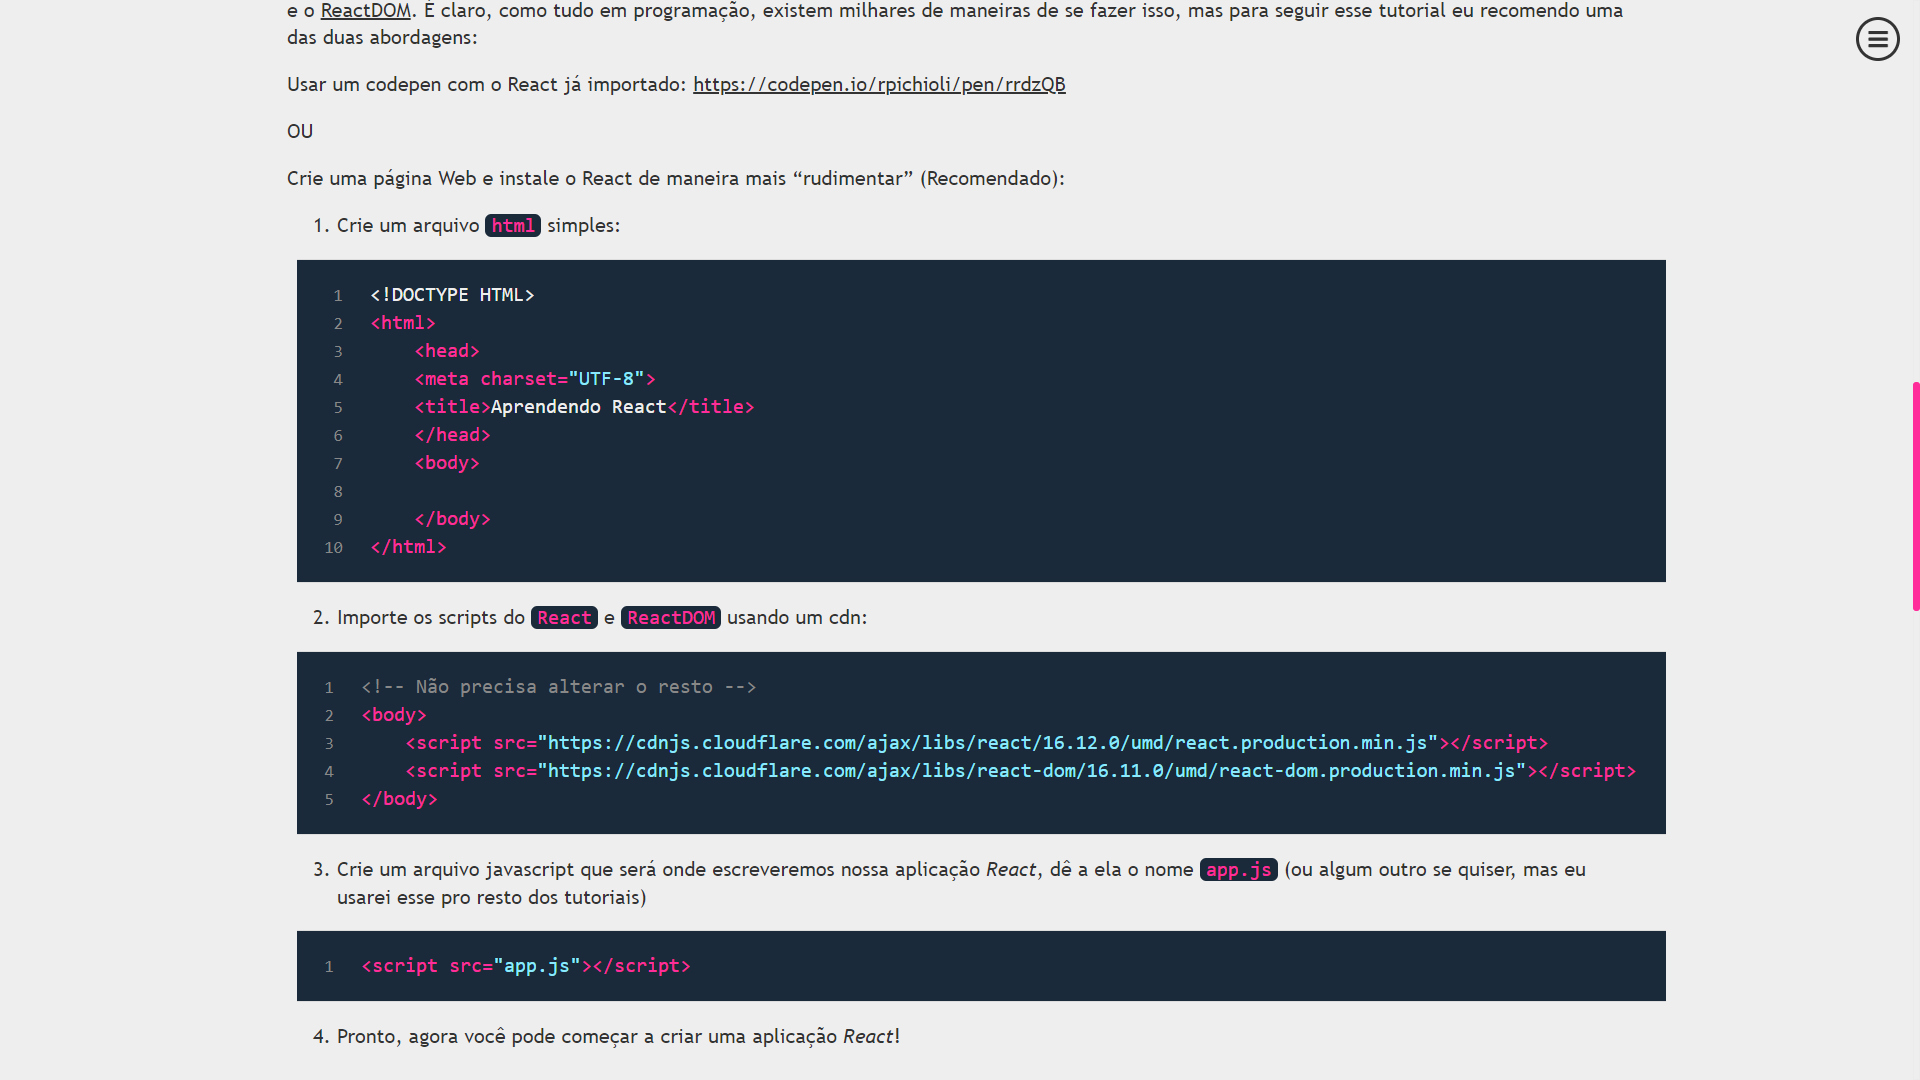 e o ReactDOM. É claro, como tudo em programação, existem milhares de maneiras de se fazer isso, mas para seguir esse tutorial eu recomendo uma
das duas abordagens:
Usar um codepen com o React já importado: https://codepen.io/rpichioli/pen/rrdzQB
OU
Crie uma página Web e instale o React de maneira mais “rudimentar” (Recomendado):
1. Crie um arquivo html simples:
1 <!DOCTYPE HTML>
2 <html>
3     <head>
4     <meta charset="UTF-8">
5     <title>Aprendendo React</title>
6     </head>
7     <body>
8
9     </body>
10 </html>
2. Importe os scripts do React e ReactDOM usando um cdn:
1 <!-- Não precisa alterar o resto -->
2 <body>
3     <script src="https://cdnjs.cloudflare.com/ajax/libs/react/16.12.0/umd/react.production.min.js"></script>
4     <script src="https://cdnjs.cloudflare.com/ajax/libs/react-dom/16.11.0/umd/react-dom.production.min.js"></script>
5 </body>
3. Crie um arquivo javascript que será onde escreveremos nossa aplicação React, dê a ela o nome app.js (ou algum outro se quiser, mas eu
usarei esse pro resto dos tutoriais)
1 <script src="app.js"></script>
4. Pronto, agora você pode começar a criar uma aplicação React!